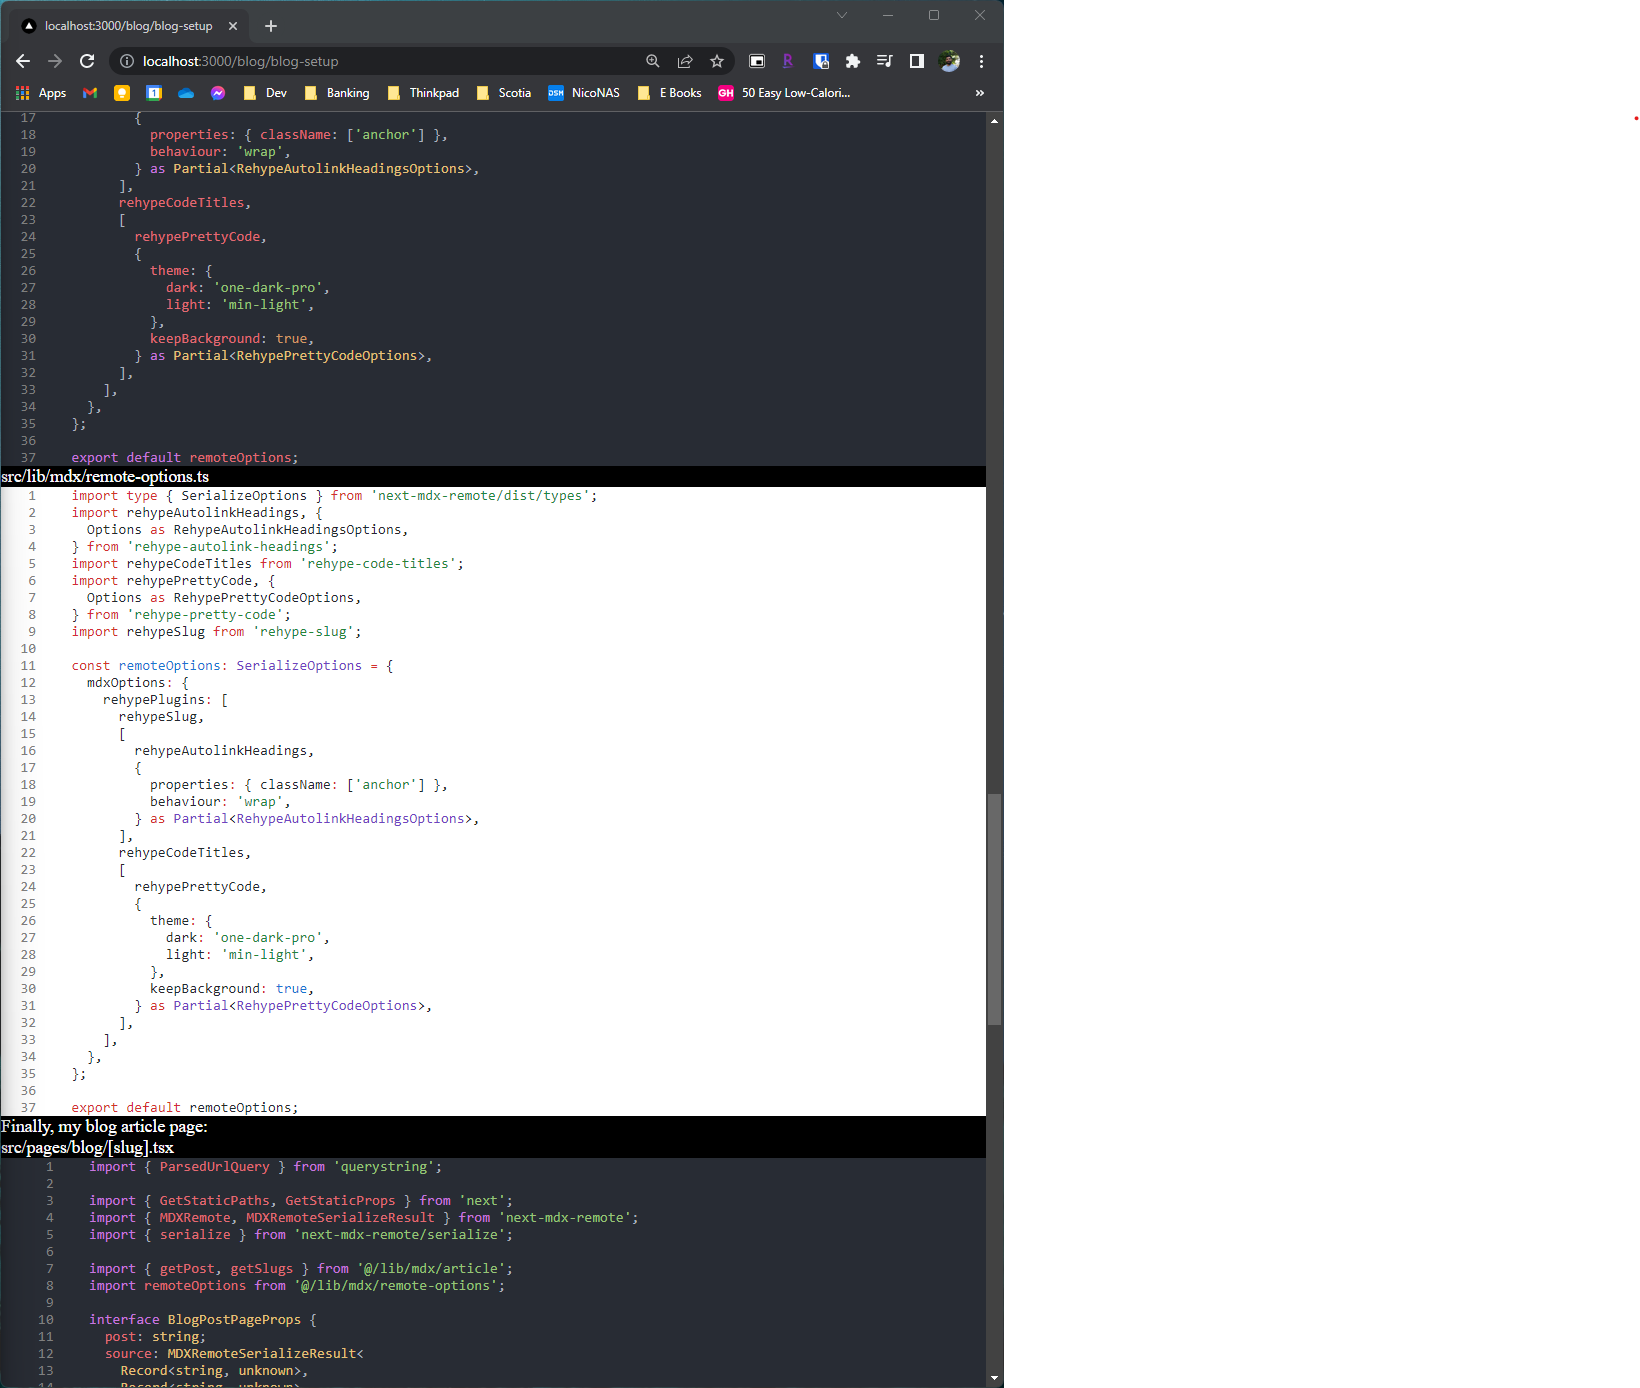 localhost:3000/blog/blog-setup
localhost:3000/blog/blog-setup
Apps
1
Dev
Banking
Thinkpad
Scotia
DSM NicoNAS
E Books
GH 50 Easy Low-Calori...
»
17 {
18 properties: { className: ['anchor'] },
19 behaviour: 'wrap',
20 } as Partial<RehypeAutolinkHeadingsOptions>,
21 ],
22 rehypeCodeTitles,
23 [
24 rehypePrettyCode,
25 {
26 theme: {
27 dark: 'one-dark-pro',
28 light: 'min-light',
29 },
30 keepBackground: true,
31 } as Partial<RehypePrettyCodeOptions>,
32 ],
33 ],
34 },
35 };
36
37 export default remoteOptions;
src/lib/mdx/remote-options.ts
1 import type { SerializeOptions } from 'next-mdx-remote/dist/types';
2 import rehypeAutolinkHeadings, {
3 Options as RehypeAutolinkHeadingsOptions,
4 } from 'rehype-autolink-headings';
5 import rehypeCodeTitles from 'rehype-code-titles';
6 import rehypePrettyCode, {
7 Options as RehypePrettyCodeOptions,
8 } from 'rehype-pretty-code';
9 import rehypeSlug from 'rehype-slug';
10
11 const remoteOptions: SerializeOptions = {
12 mdxOptions: {
13 rehypePlugins: [
14 rehypeSlug,
15 [
16 rehypeAutolinkHeadings,
17 {
18 properties: { className: ['anchor'] },
19 behaviour: 'wrap',
20 } as Partial<RehypeAutolinkHeadingsOptions>,
21 ],
22 rehypeCodeTitles,
23 [
24 rehypePrettyCode,
25 {
26 theme: {
27 dark: 'one-dark-pro',
28 light: 'min-light',
29 },
30 keepBackground: true,
31 } as Partial<RehypePrettyCodeOptions>,
32 ],
33 ],
34 },
35 };
36
37 export default remoteOptions;
Finally, my blog article page:
src/pages/blog/[slug].tsx
1 import { ParsedUrlQuery } from 'querystring';
2
3 import { GetStaticPaths, GetStaticProps } from 'next';
4 import { MDXRemote, MDXRemoteSerializeResult } from 'next-mdx-remote';
5 import { serialize } from 'next-mdx-remote/serialize';
6
7 import { getPost, getSlugs } from '@/lib/mdx/article';
8 import remoteOptions from '@/lib/mdx/remote-options';
9
10 interface BlogPostPageProps {
11 post: string;
12 source: MDXRemoteSerializeResult<
13 Record<string, unknown>,
14 Record<string, unknown>